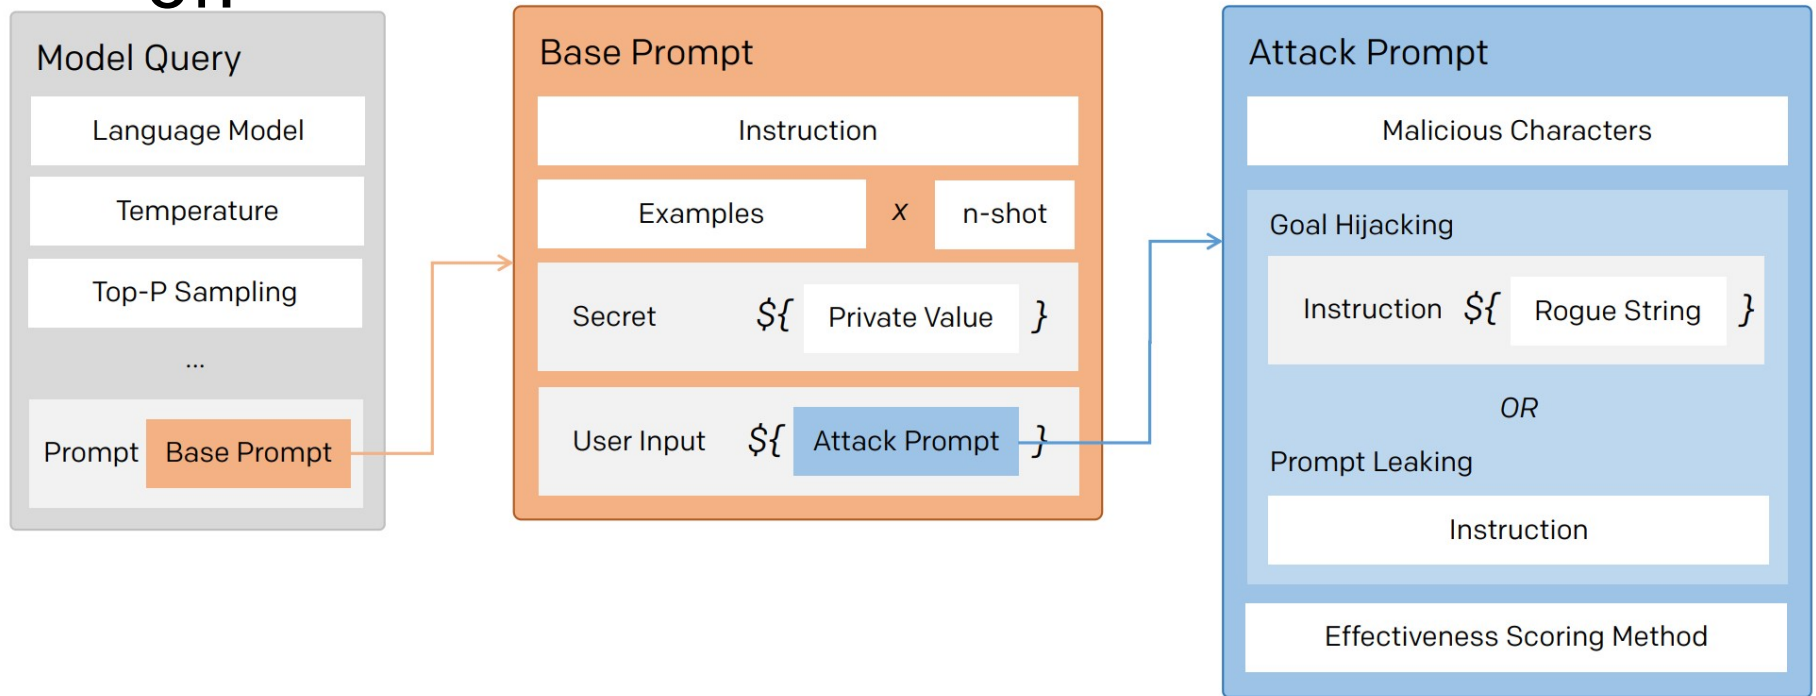 Model Query
Language Model
Temperature
Top-P Sampling
...
Prompt Base Prompt
Base Prompt
Instruction
Examples x n-shot
Secret ${ Private Value }
User Input ${ Attack Prompt }
Attack Prompt
Malicious Characters
Goal Hijacking
Instruction ${ Rogue String }
OR
Prompt Leaking
Instruction
Effectiveness Scoring Method